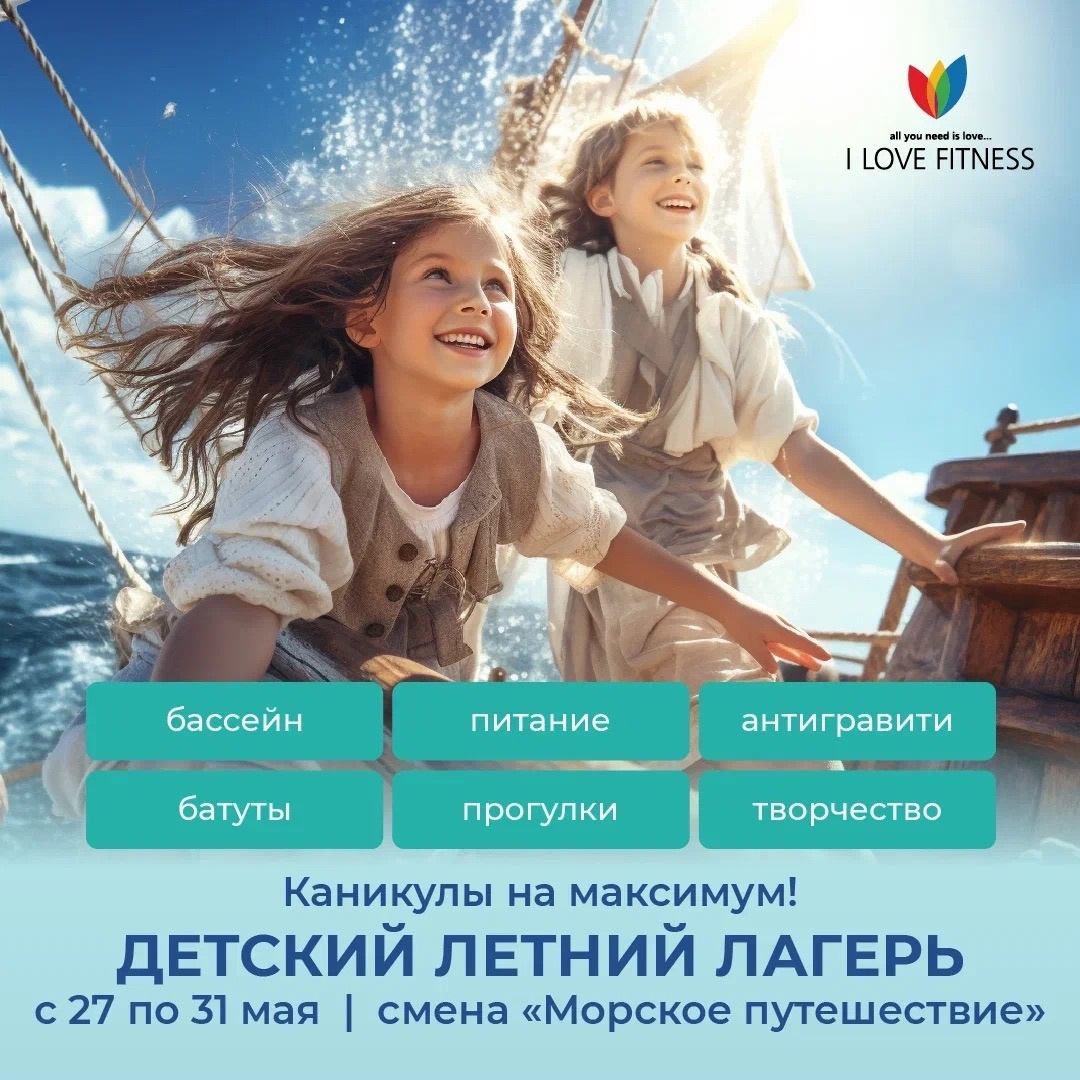 all you need is love...
I LOVE FITNESS
бассейн
питание
антигравити
батуты
прогулки
творчество
Каникулы на максимум!
ДЕТСКИЙ ЛЕТНИЙ ЛАГЕРЬ
с 27 по 31 мая | смена «Морское путешествие»